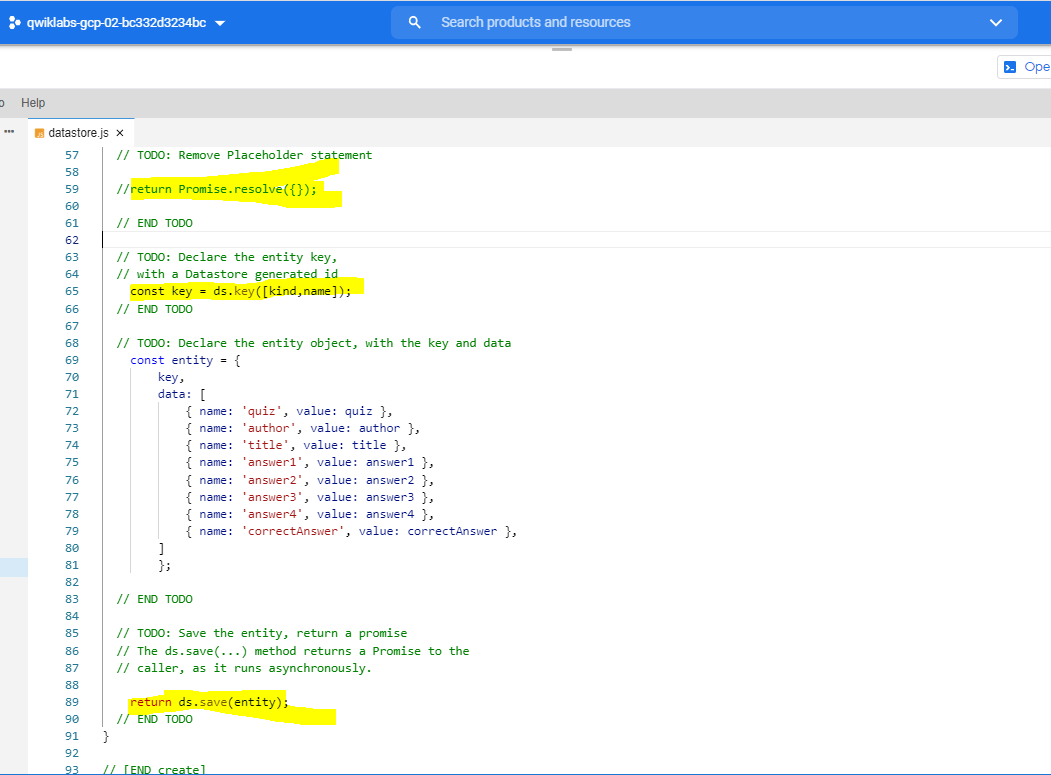 qwiklabs-gcp-02-bc332d3234bc
Search products and resources
Ope
o Help
datastore.js ×
57 // TODO: Remove Placeholder statement
58
59 //return Promise.resolve({});
60
61 // END TODO
62
63 // TODO: Declare the entity key,
64 // with a Datastore generated id
65 const key = ds.key([kind,name]);
66 // END TODO
67
68 // TODO: Declare the entity object, with the key and data
69 const entity = {
70 key,
71 data: [
72 { name: 'quiz', value: quiz },
73 { name: 'author', value: author },
74 { name: 'title', value: title },
75 { name: 'answer1', value: answer1 },
76 { name: 'answer2', value: answer2 },
77 { name: 'answer3', value: answer3 },
78 { name: 'answer4', value: answer4 },
79 { name: 'correctAnswer', value: correctAnswer },
80 ]
81 };
82
83 // END TODO
84
85 // TODO: Save the entity, return a promise
86 // The ds.save(...) method returns a Promise to the
87 // caller, as it runs asynchronously.
88
89 return ds.save(entity);
90 // END TODO
91 }
92
93 // [END create]